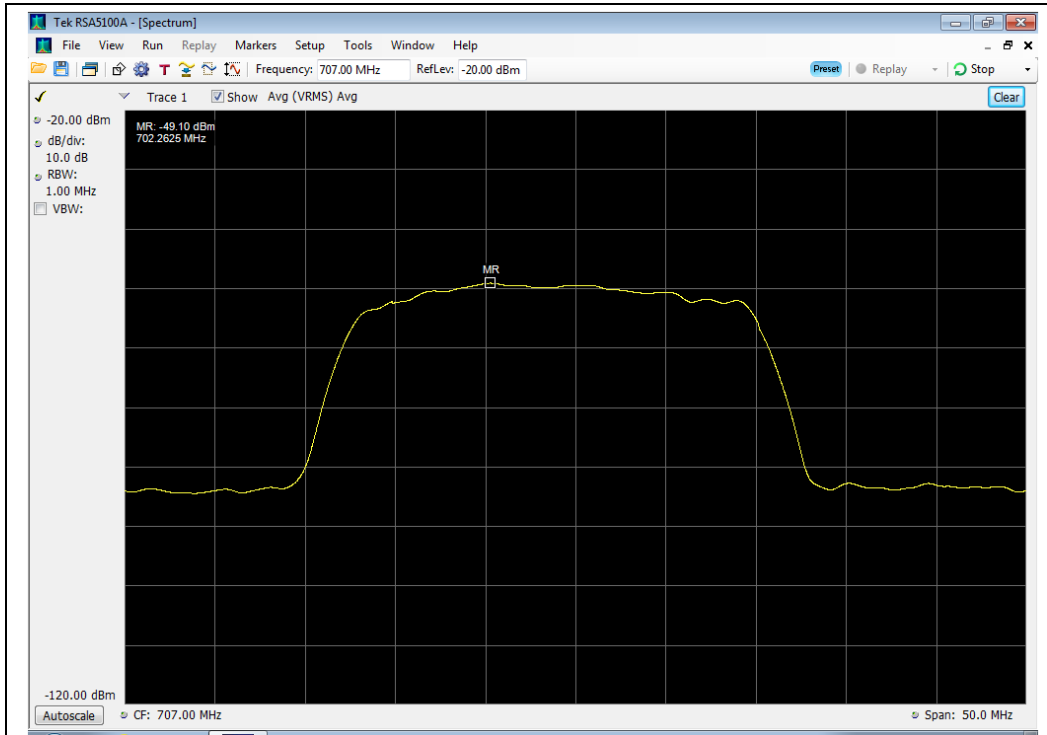 Tek RSA5100A - [Spectrum]
File View Run Replay Markers Setup Tools Window Help
T Frequency: 707.00 MHz RefLev: -20.00 dBm Preset Replay Stop
Trace 1 Show Avg (VRMS) Avg Clear
-20.00 dBm
dB/div:
10.0 dB
RBW:
1.00 MHz
VBW:
MR: -49.10 dBm
702.2625 MHz
MR
-120.00 dBm
Autoscale CF: 707.00 MHz Span: 50.0 MHz